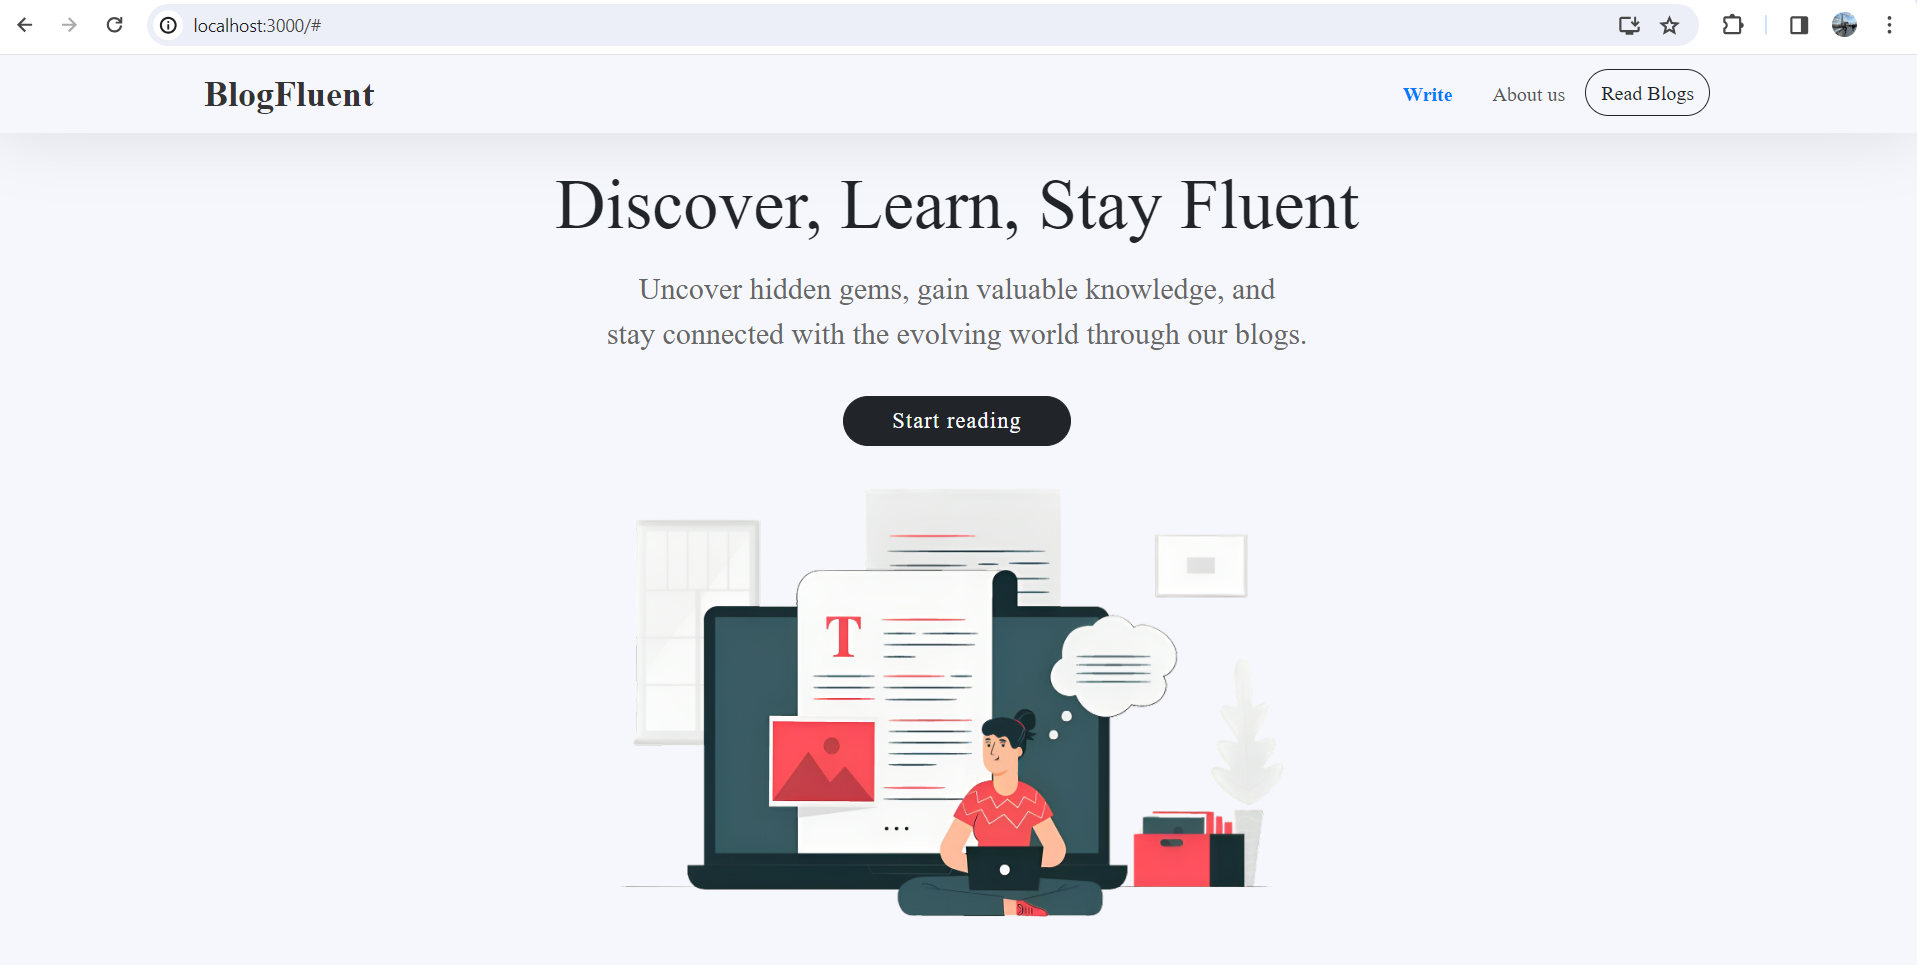 localhost:3000/#
BlogFluent
Write
About us
Read Blogs
Discover, Learn, Stay Fluent
Uncover hidden gems, gain valuable knowledge, and
stay connected with the evolving world through our blogs.
Start reading
T